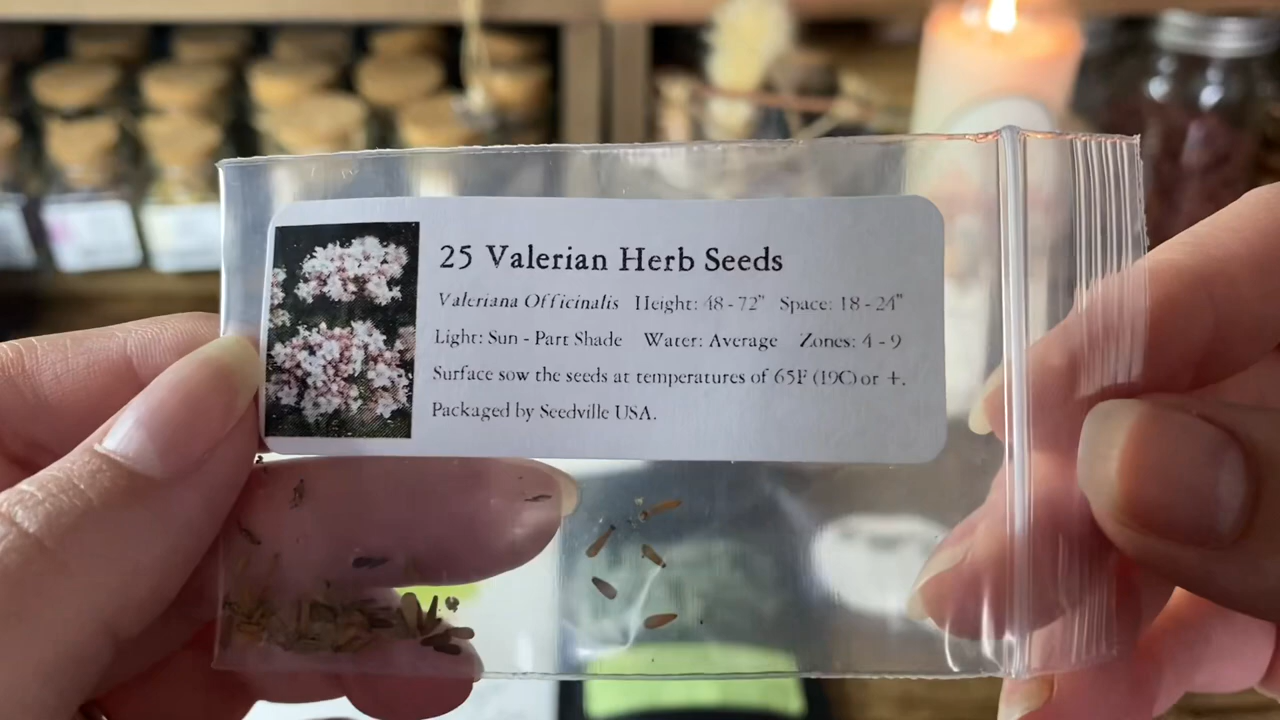 25 Valerian Herb Seeds
Valeriana Officinalis Height: 48 - 72" Space: 18 - 24"
Light: Sun - Part Shade Water: Average Zones: 4 - 9
Surface sow the seeds at temperatures of 65F (19C) or +.
Packaged by Seedville USA.